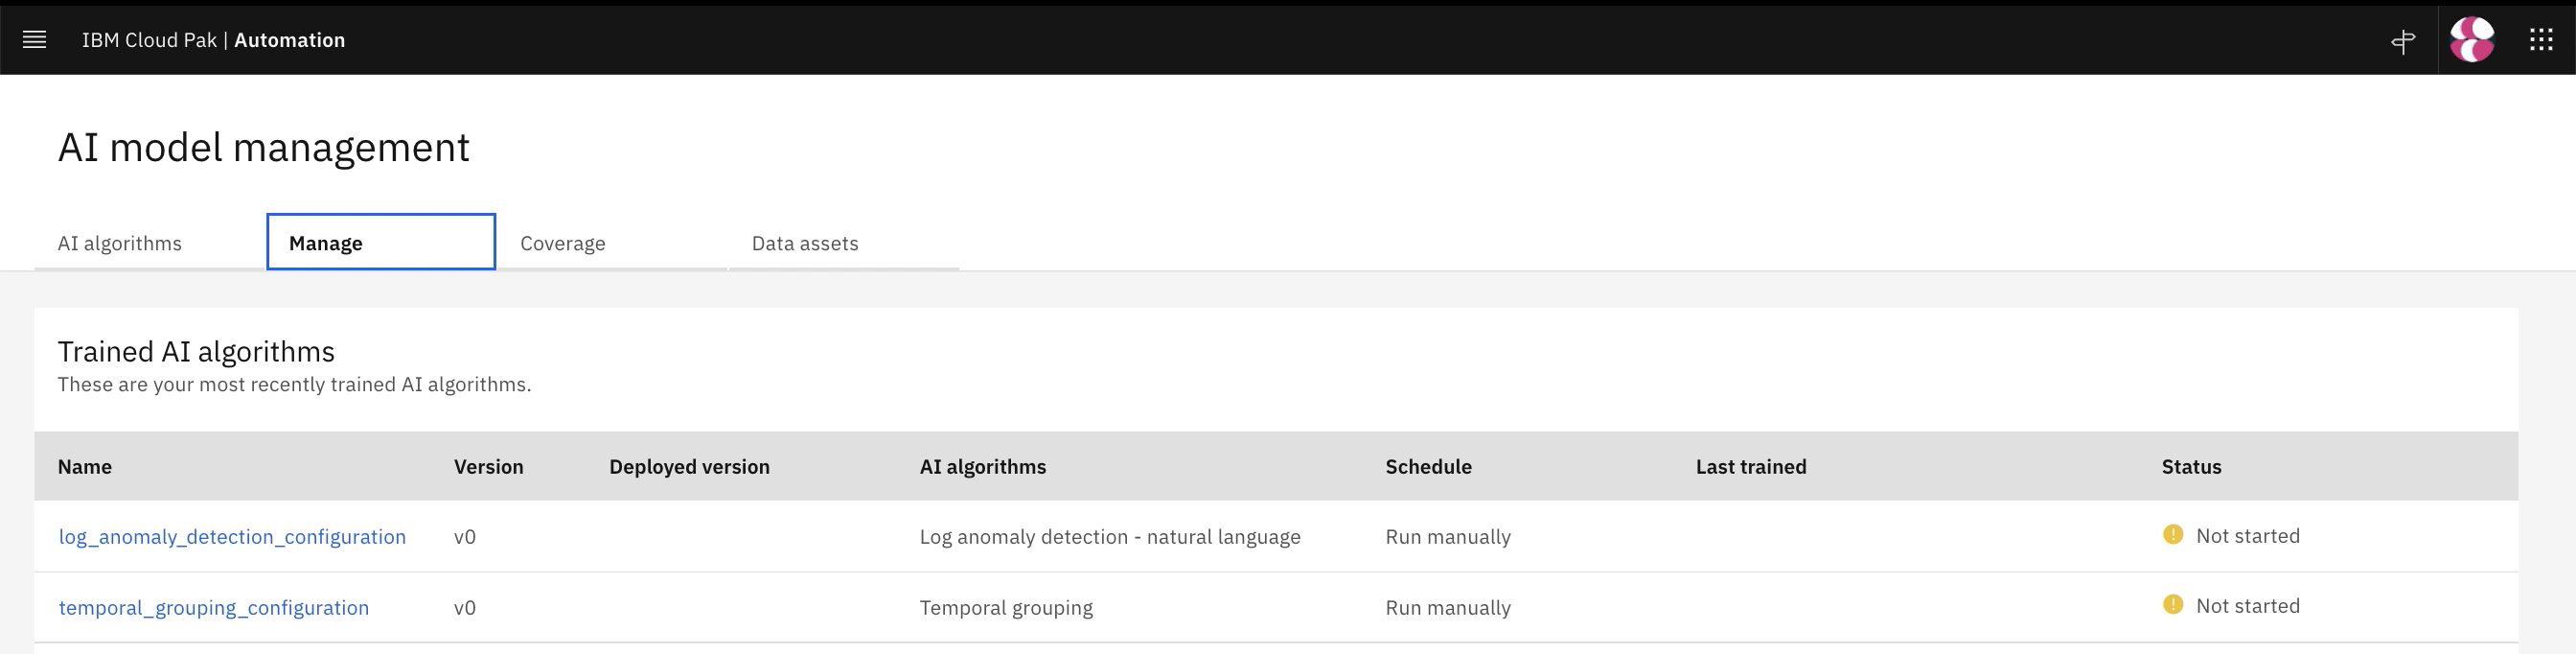 IBM Cloud Pak | Automation
AI model management
AI algorithms Manage Coverage Data assets
Trained AI algorithms
These are your most recently trained AI algorithms.
Name Version Deployed version AI algorithms Schedule Last trained Status
log_anomaly_detection_configuration v0 Log anomaly detection - natural language Run manually Not started
temporal_grouping_configuration v0 Temporal grouping Run manually Not started